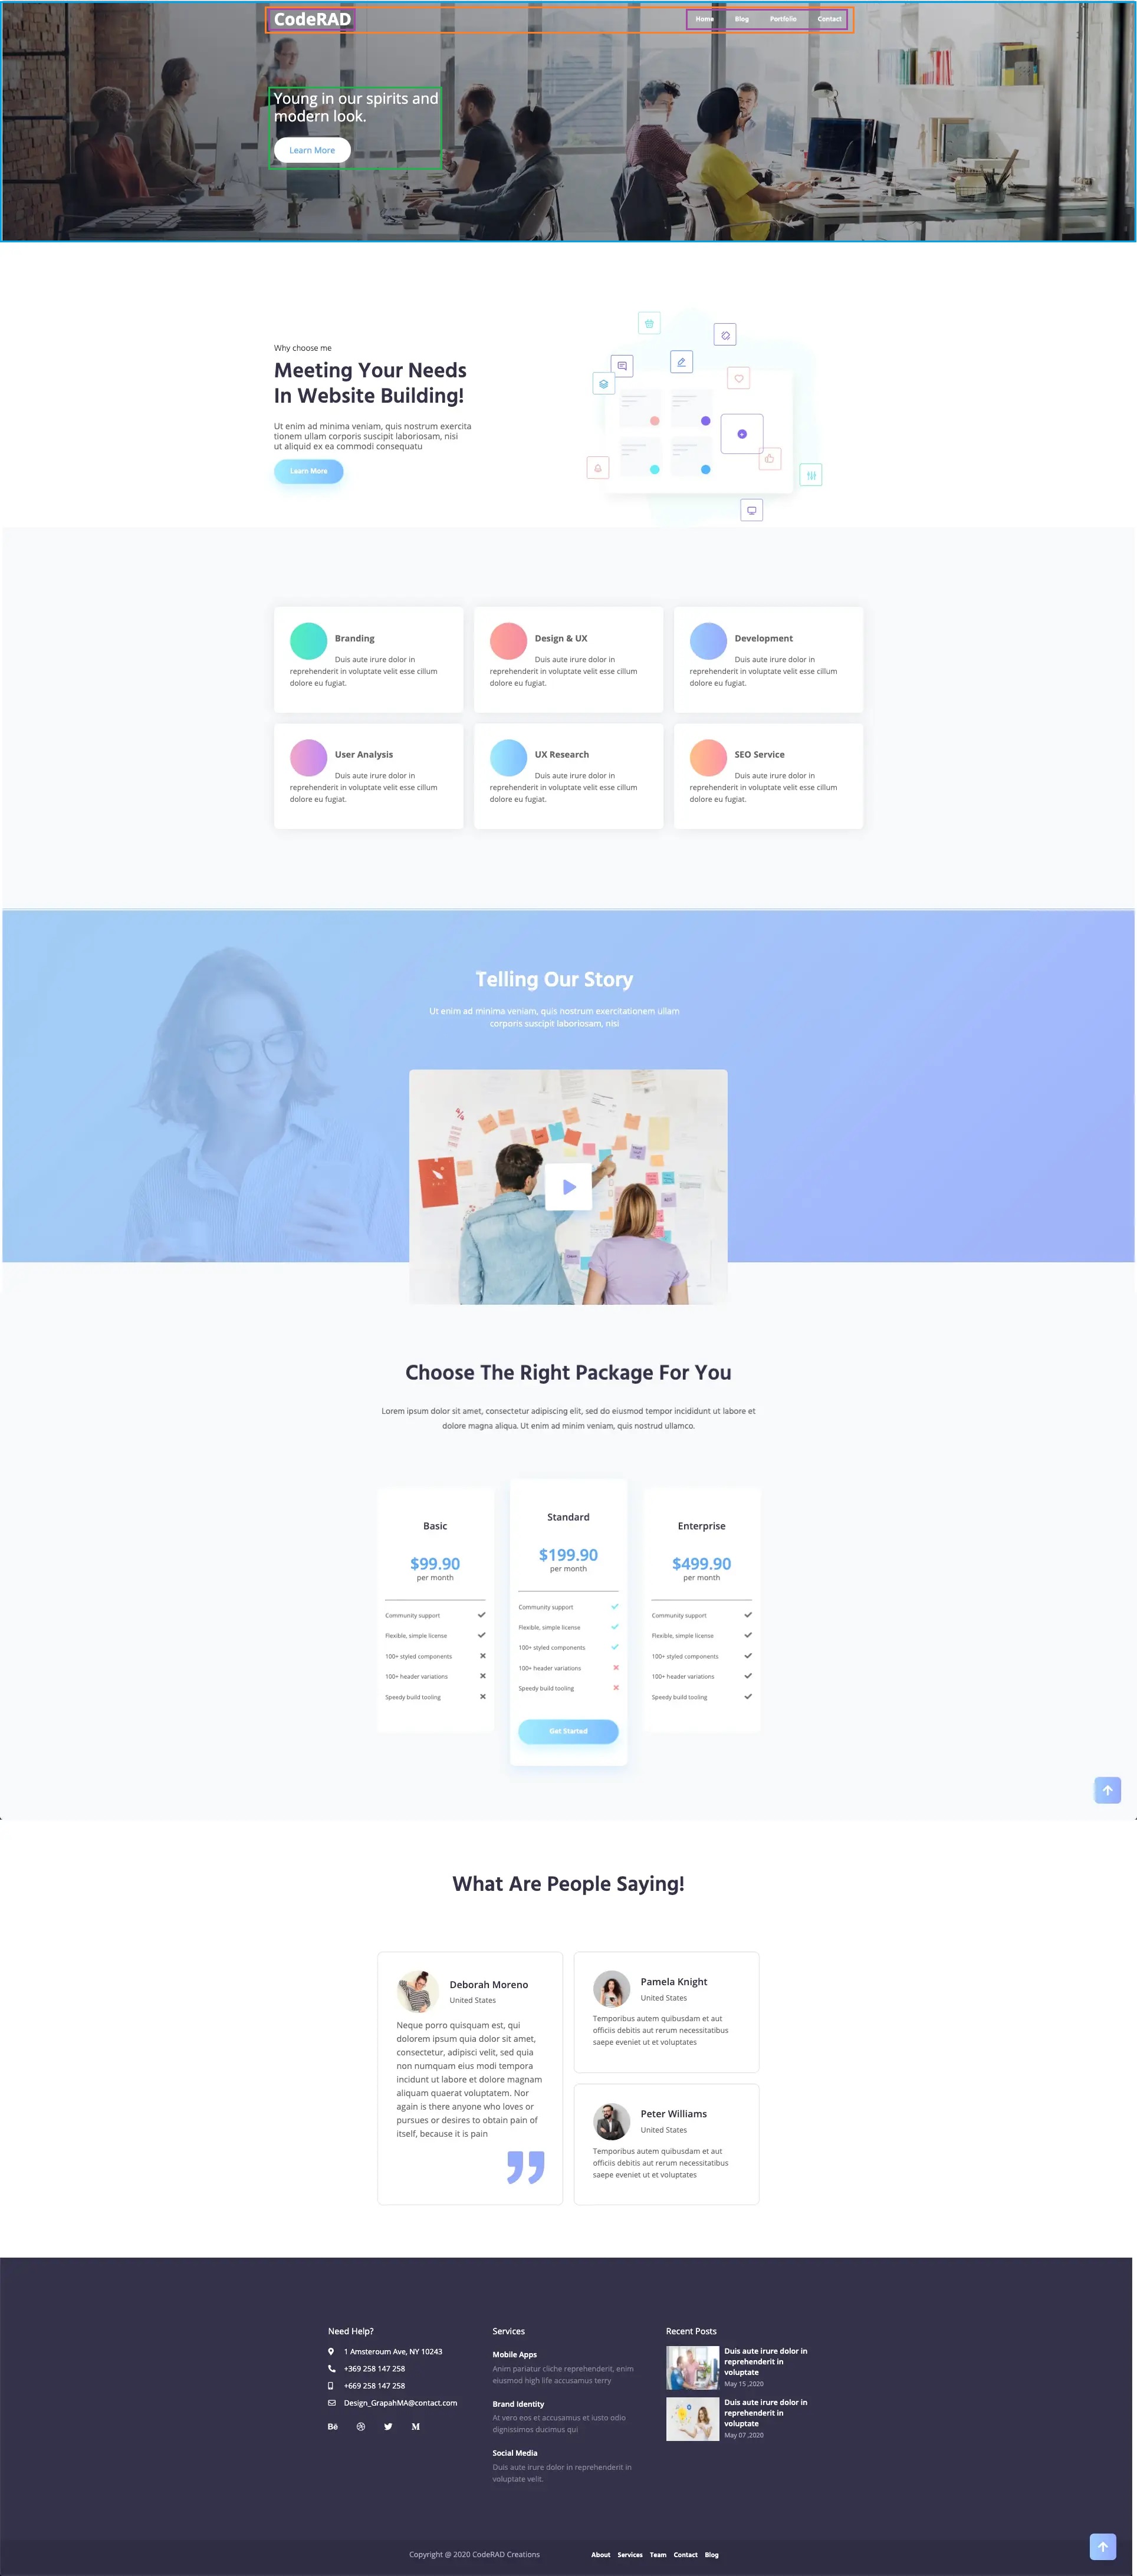 CodeRAD
Home Blog Portfolio Contact
Young in our spirits and
modern look.
Learn More
Why choose me
Meeting Your Needs
In Website Building!
Ut enim ad minima veniam, quis nostrum exercita
tionem ullam corporis suscipit laboriosam, nisi
ut aliquid ex ea commodi consequatu
Learn More
Branding
Duis aute irure dolor in
reprehenderit in voluptate velit esse cillum
dolore eu fugiat.
Design & UX
Duis aute irure dolor in
reprehenderit in voluptate velit esse cillum
dolore eu fugiat.
Development
Duis aute irure dolor in
reprehenderit in voluptate velit esse cillum
dolore eu fugiat.
User Analysis
Duis aute irure dolor in
reprehenderit in voluptate velit esse cillum
dolore eu fugiat.
UX Research
Duis aute irure dolor in
reprehenderit in voluptate velit esse cillum
dolore eu fugiat.
SEO Service
Duis aute irure dolor in
reprehenderit in voluptate velit esse cillum
dolore eu fugiat.
Telling Our Story
Ut enim ad minima veniam, quis nostrum exercitationem ullam
corporis suscipit laboriosam, nisi
Choose The Right Package For You
Lorem ipsum dolor sit amet, consectetur adipiscing elit, sed do eiusmod tempor incididunt ut labore et
dolore magna aliqua. Ut enim ad minim veniam, quis nostrud ullamco.
Basic
$99.90
per month
Community support
Flexible, simple license
100+ styled components
100+ header variations
Speedy build tooling
Standard
$199.90
per month
Community support
Flexible, simple license
100+ styled components
100+ header variations
Speedy build tooling
Get Started
Enterprise
$499.90
per month
Community support
Flexible, simple license
100+ styled components
100+ header variations
Speedy build tooling
What Are People Saying!
Deborah Moreno
United States
Neque porro quisquam est, qui
dolorem ipsum quia dolor sit amet,
consectetur, adipisci velit, sed quia
non numquam eius modi tempora
incidunt ut labore et dolore magnam
aliquam quaerat voluptatem. Nor
again is there anyone who loves or
pursues or desires to obtain pain of
itself, because it is pain
Pamela Knight
United States
Temporibus autem quibusdam et aut
officiis debitis aut rerum necessitatibus
saepe eveniet ut et voluptates
Peter Williams
United States
Temporibus autem quibusdam et aut
officiis debitis aut rerum necessitatibus
saepe eveniet ut et voluptates
Need Help?
1 Amsteroum Ave, NY 10243
+369 258 147 258
+669 258 147 258
Design_GrapahMA@contact.com
Services
Mobile Apps
Anim pariatur cliche reprehenderit, enim
eiusmod high life accusamus terry
Brand Identity
At vero eos et accusamus et iusto odio
dignissimos ducimus qui
Social Media
Duis aute irure dolor in reprehenderit in
voluptate velit.
Recent Posts
Duis aute irure dolor in
reprehenderit in
voluptate
May 15 ,2020
Duis aute irure dolor in
reprehenderit in
voluptate
May 07 ,2020
Copyright @ 2020 CodeRAD Creations
About Services Team Contact Blog